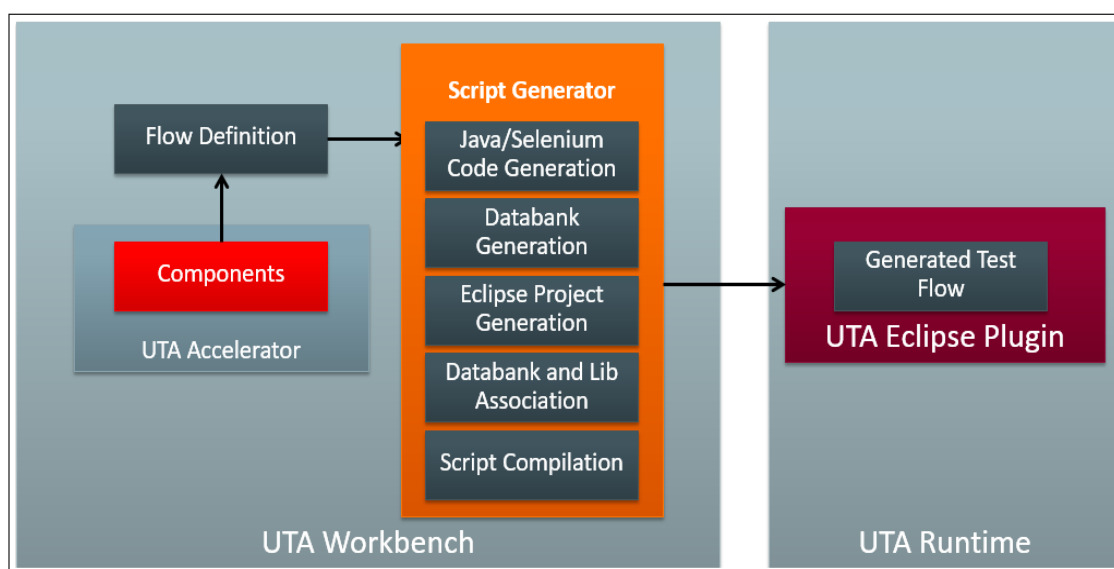 Script Generator
Flow Definition
Java/Selenium
Code Generation
Databank
Generation
Components
UTA Accelerator
Eclipse Project
Generation
Databank and Lib
Association
Script Compilation
UTA Workbench
Generated Test
Flow
UTA Eclipse Plugin
UTA Runtime